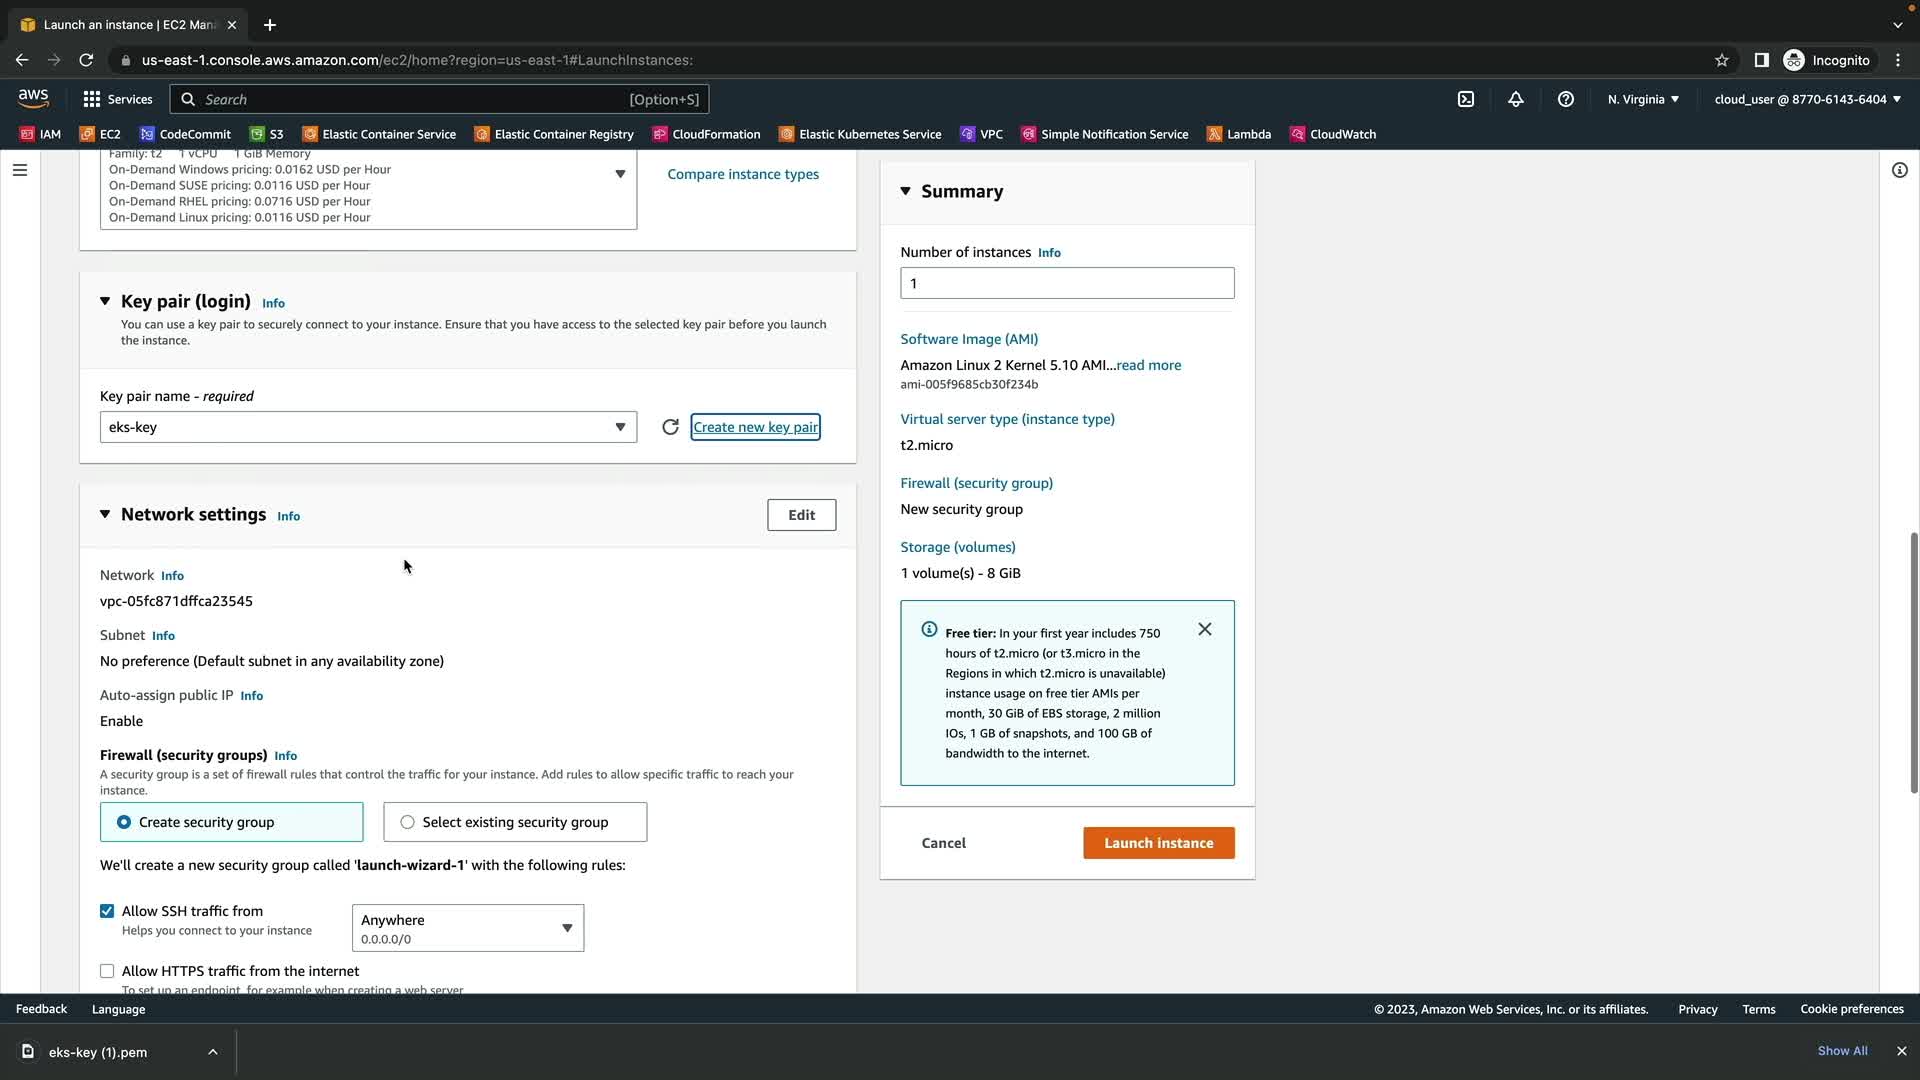 Launch an instance | EC2 Man
us-east-1.console.aws.amazon.com/ec2/home?region=us-east-1#LaunchInstances:
Incognito
aws
Services
Search
[Option+S]
N. Virginia
cloud_user @ 8770-6143-6404
IAM
EC2
CodeCommit
S3
Elastic Container Service
Elastic Container Registry
CloudFormation
Elastic Kubernetes Service
VPC
Simple Notification Service
Lambda
CloudWatch
Family: t2 1 vCPU 1 GiB Memory
On-Demand Windows pricing: 0.0162 USD per Hour
On-Demand SUSE pricing: 0.0116 USD per Hour
On-Demand RHEL pricing: 0.0716 USD per Hour
On-Demand Linux pricing: 0.0116 USD per Hour
Compare instance types
Key pair (login) Info
You can use a key pair to securely connect to your instance. Ensure that you have access to the selected key pair before you launch
the instance.
Key pair name - required
eks-key
Create new key pair
Network settings Info
Edit
Network Info
vpc-05fc871dffca23545
Subnet Info
No preference (Default subnet in any availability zone)
Auto-assign public IP Info
Enable
Firewall (security groups) Info
A security group is a set of firewall rules that control the traffic for your instance. Add rules to allow specific traffic to reach your
instance.
Create security group
Select existing security group
We'll create a new security group called 'launch-wizard-1' with the following rules:
Allow SSH traffic from
Helps you connect to your instance
Anywhere
0.0.0.0/0
Allow HTTPS traffic from the internet
To set up an endpoint, for example when creating a web server
Summary
Number of instances Info
1
Software Image (AMI)
Amazon Linux 2 Kernel 5.10 AMI...read more
ami-005f9685cb30f234b
Virtual server type (instance type)
t2.micro
Firewall (security group)
New security group
Storage (volumes)
1 volume(s) - 8 GiB
Free tier: In your first year includes 750
hours of t2.micro (or t3.micro in the
Regions in which t2.micro is unavailable)
instance usage on free tier AMIs per
month, 30 GiB of EBS storage, 2 million
IOs, 1 GB of snapshots, and 100 GB of
bandwidth to the internet.
Cancel
Launch instance
Feedback
Language
© 2023, Amazon Web Services, Inc. or its affiliates.
Privacy
Terms
Cookie preferences
eks-key (1).pem
Show All